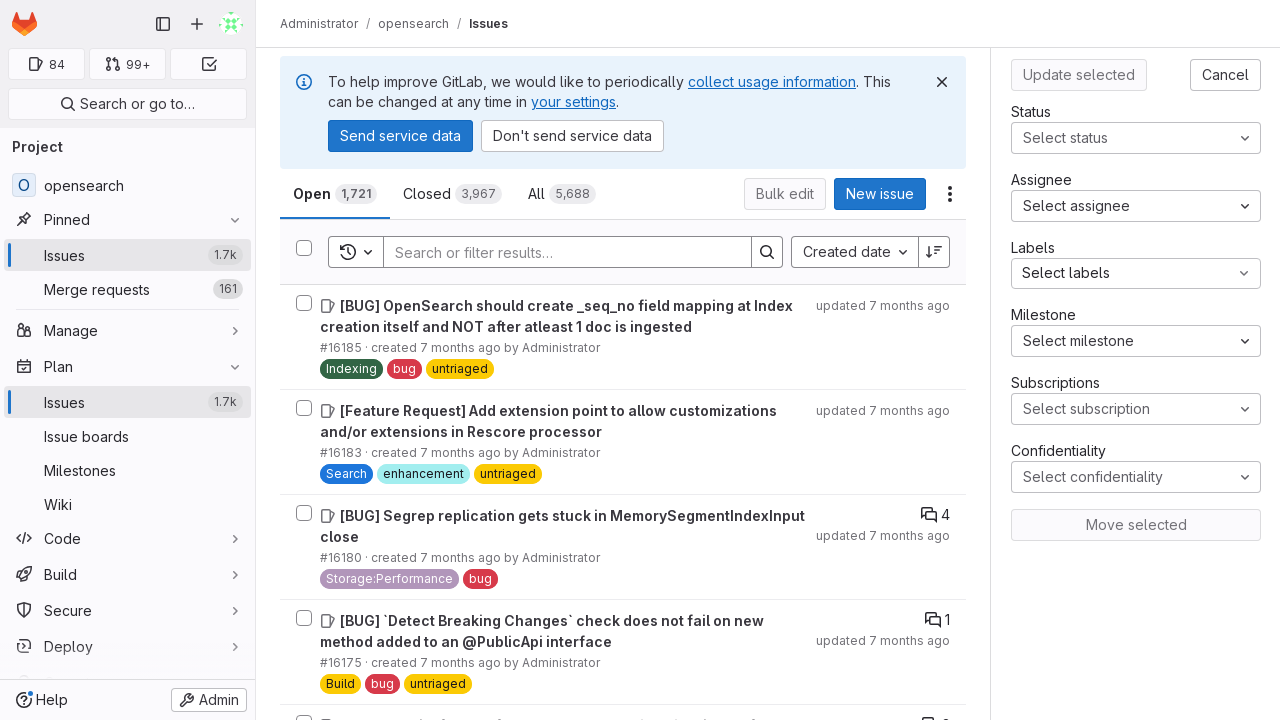 84
99+
Search or go to…
Project
O opensearch
Pinned
Issues 1.7k
Merge requests 161
Manage
Plan
Issues 1.7k
Issue boards
Milestones
Wiki
Code
Build
Secure
Deploy
Help
Admin
Administrator / opensearch / Issues
To help improve GitLab, we would like to periodically collect usage information. This
can be changed at any time in your settings.
Send service data Don't send service data
Open 1,721 Closed 3,967 All 5,688 Bulk edit New issue
Search or filter results… Created date
[BUG] OpenSearch should create _seq_no field mapping at Index
creation itself and NOT after atleast 1 doc is ingested
updated 7 months ago
#16185 · created 7 months ago by Administrator
Indexing bug untriaged
[Feature Request] Add extension point to allow customizations
and/or extensions in Rescore processor
updated 7 months ago
#16183 · created 7 months ago by Administrator
Search enhancement untriaged
[BUG] Segrep replication gets stuck in MemorySegmentIndexInput
close
4
updated 7 months ago
#16180 · created 7 months ago by Administrator
Storage:Performance bug
[BUG] `Detect Breaking Changes` check does not fail on new
method added to an @PublicApi interface
1
updated 7 months ago
#16175 · created 7 months ago by Administrator
Build bug untriaged
Update selected Cancel
Status
Select status
Assignee
Select assignee
Labels
Select labels
Milestone
Select milestone
Subscriptions
Select subscription
Confidentiality
Select confidentiality
Move selected